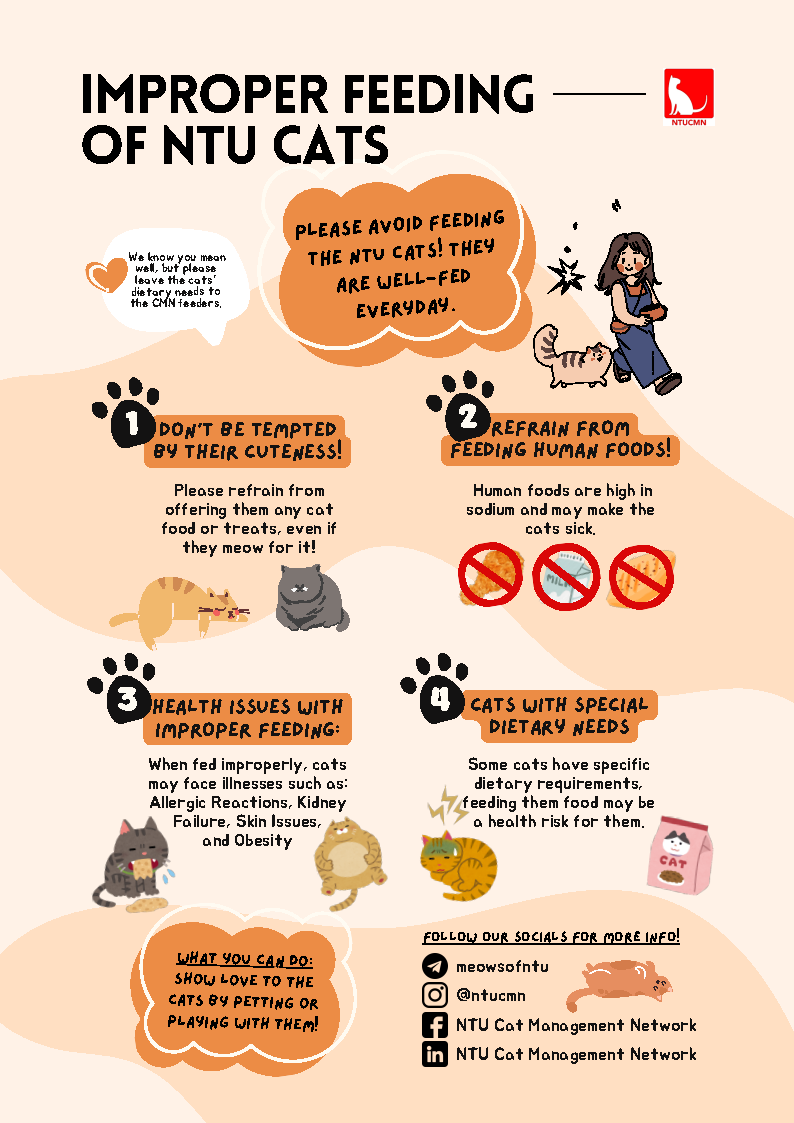 IMPROPER FEEDING
OF NTU CATS
NTUCMN
We know you mean
well, but please
leave the cats'
dietary needs to
the CMN feeders.
PLEASE AVOID FEEDING
THE NTU CATS! THEY
ARE WELL-FED
EVERYDAY.
1
DON'T BE TEMPTED
BY THEIR CUTENESS!
Please refrain from
offering them any cat
food or treats, even if
they meow for it!
2
REFRAIN FROM
FEEDING HUMAN FOODS!
Human foods are high in
sodium and may make the
cats sick.
MILK
3
HEALTH ISSUES WITH
IMPROPER FEEDING:
When fed improperly, cats
may face illnesses such as:
Allergic Reactions, Kidney
Failure, Skin Issues,
and Obesity
4
CATS WITH SPECIAL
DIETARY NEEDS
Some cats have specific
dietary requirements,
feeding them food may be
a health risk for them.
CAT
WHAT YOU CAN DO:
SHOW LOVE TO THE
CATS BY PETTING OR
PLAYING WITH THEM!
FOLLOW OUR SOCIALS FOR MORE INFO!
meowsofntu
@ntucmn
NTU Cat Management Network
NTU Cat Management Network